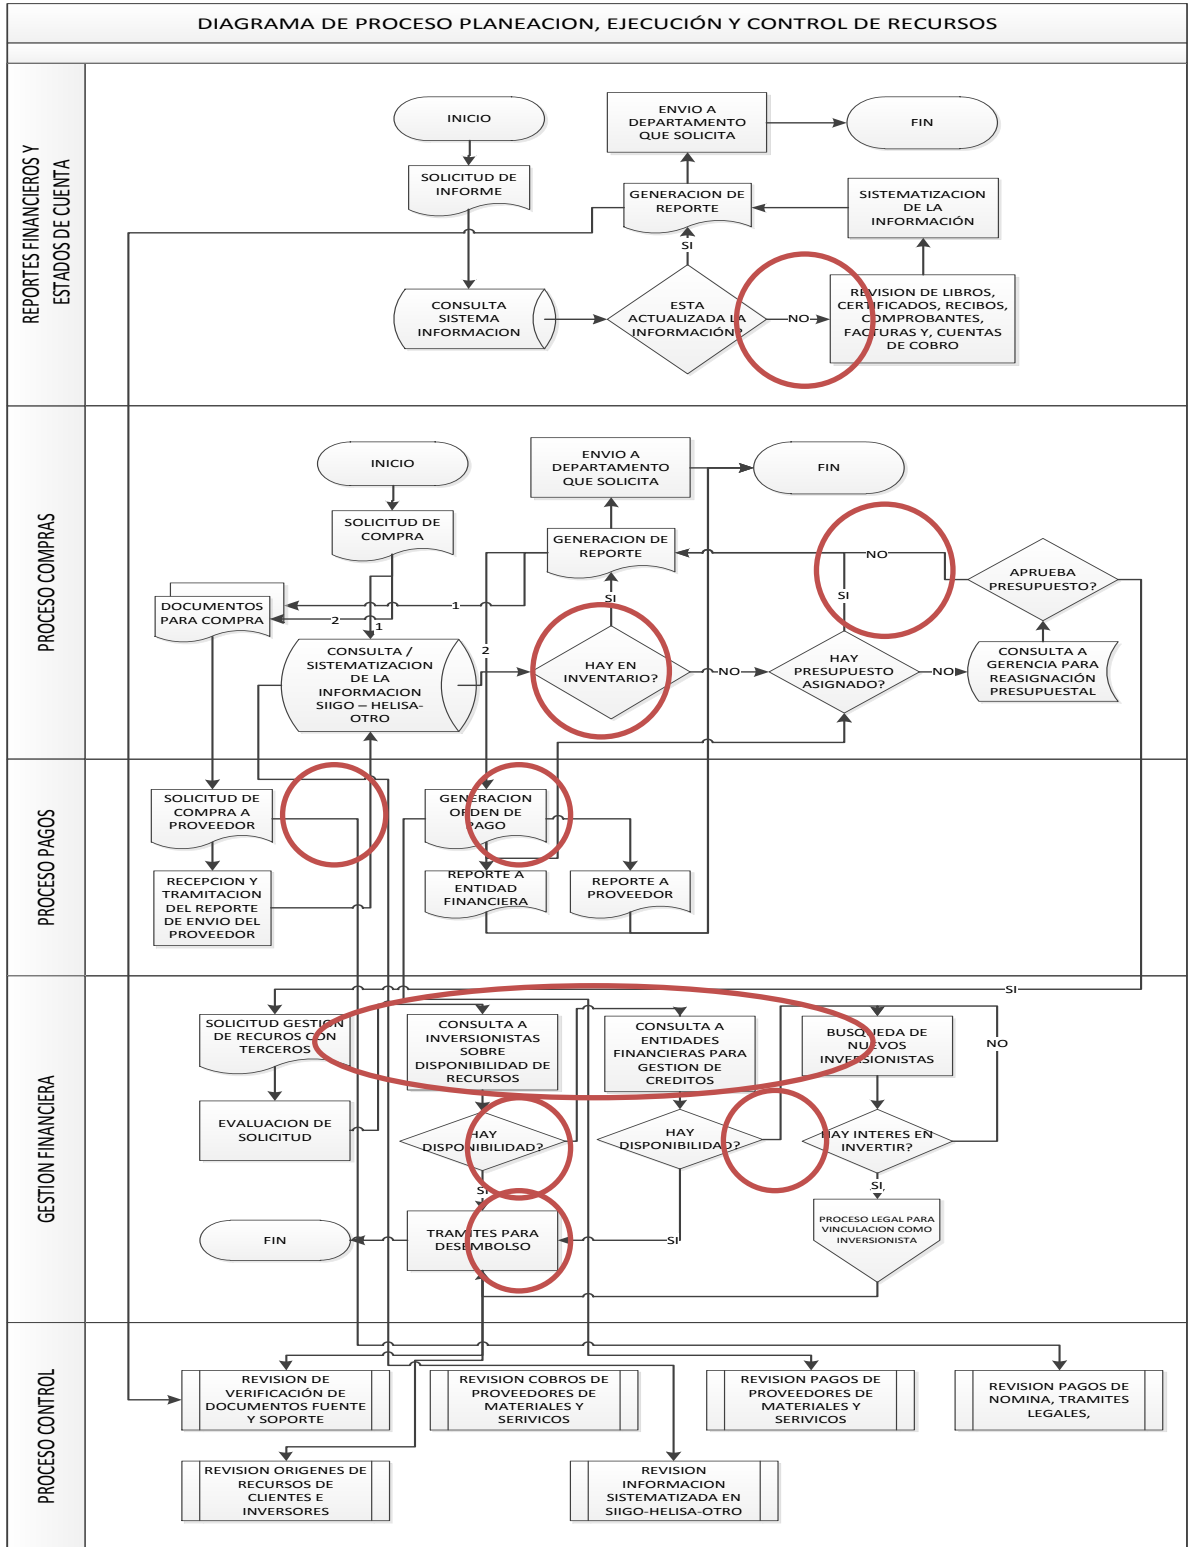 DIAGRAMA DE PROCESO PLANEACION, EJECUCIÓN Y CONTROL DE RECURSOS
REPORTES FINANCIEROS Y
ESTADOS DE CUENTA
INICIO
ENVIO A
DEPARTAMENTO
QUE SOLICITA
FIN
SOLICITUD DE
INFORME
GENERACION DE
REPORTE
SISTEMATIZACION
DE LA
INFORMACIÓN
SI
CONSULTA
SISTEMA
INFORMACION
ESTA
ACTUALIZADA LA
INFORMACIÓN?
NO
REVISION DE LIBROS,
CERTIFICADOS, RECIBOS,
COMPROBANTES,
FACTURAS Y, CUENTAS
DE COBRO
PROCESO COMPRAS
INICIO
ENVIO A
DEPARTAMENTO
QUE SOLICITA
FIN
SOLICITUD DE
COMPRA
GENERACION DE
REPORTE
NO
APRUEBA
PRESUPUESTO?
DOCUMENTOS
PARA COMPRA
1
2
1
SI
SI
2
CONSULTA /
SISTEMATIZACION
DE LA
INFORMACION
SIIGO – HELISA-
OTRO
HAY EN
INVENTARIO?
NO
HAY
PRESUPUESTO
ASIGNADO?
NO
CONSULTA A
GERENCIA PARA
REASIGNACIÓN
PRESUPUESTAL
PROCESO PAGOS
SOLICITUD DE
COMPRA A
PROVEEDOR
GENERACION
ORDEN DE
PAGO
RECEPCION Y
TRAMITACION
DEL REPORTE
DE ENVIO DEL
PROVEEDOR
REPORTE A
ENTIDAD
FINANCIERA
REPORTE A
PROVEEDOR
GESTION FINANCIERA
SI
SOLICITUD GESTION
DE RECUROS CON
TERCEROS
CONSULTA A
INVERSIONISTAS
SOBRE
DISPONIBILIDAD DE
RECURSOS
CONSULTA A
ENTIDADES
FINANCIERAS PARA
GESTION DE
CREDITOS
BUSQUEDA DE
NUEVOS
INVERSIONISTAS
NO
EVALUACION DE
SOLICITUD
HAY
DISPONIBILIDAD?
HAY
DISPONIBILIDAD?
HAY INTERES EN
INVERTIR?
SI
SI,
FIN
TRAMITES PARA
DESEMBOLSO
SI
PROCESO LEGAL PARA
VINCULACION COMO
INVERSIONISTA
PROCESO CONTROL
REVISION DE
VERIFICACIÓN DE
DOCUMENTOS FUENTE
Y SOPORTE
REVISION COBROS DE
PROVEEDORES DE
MATERIALES Y
SERIVICOS
REVISION PAGOS DE
PROVEEDORES DE
MATERIALES Y
SERIVICOS
REVISION PAGOS DE
NOMINA, TRAMITES
LEGALES,
REVISION ORIGENES DE
RECURSOS DE
CLIENTES E
INVERSORES
REVISION
INFORMACION
SISTEMATIZADA EN
SIIGO-HELISA-OTRO